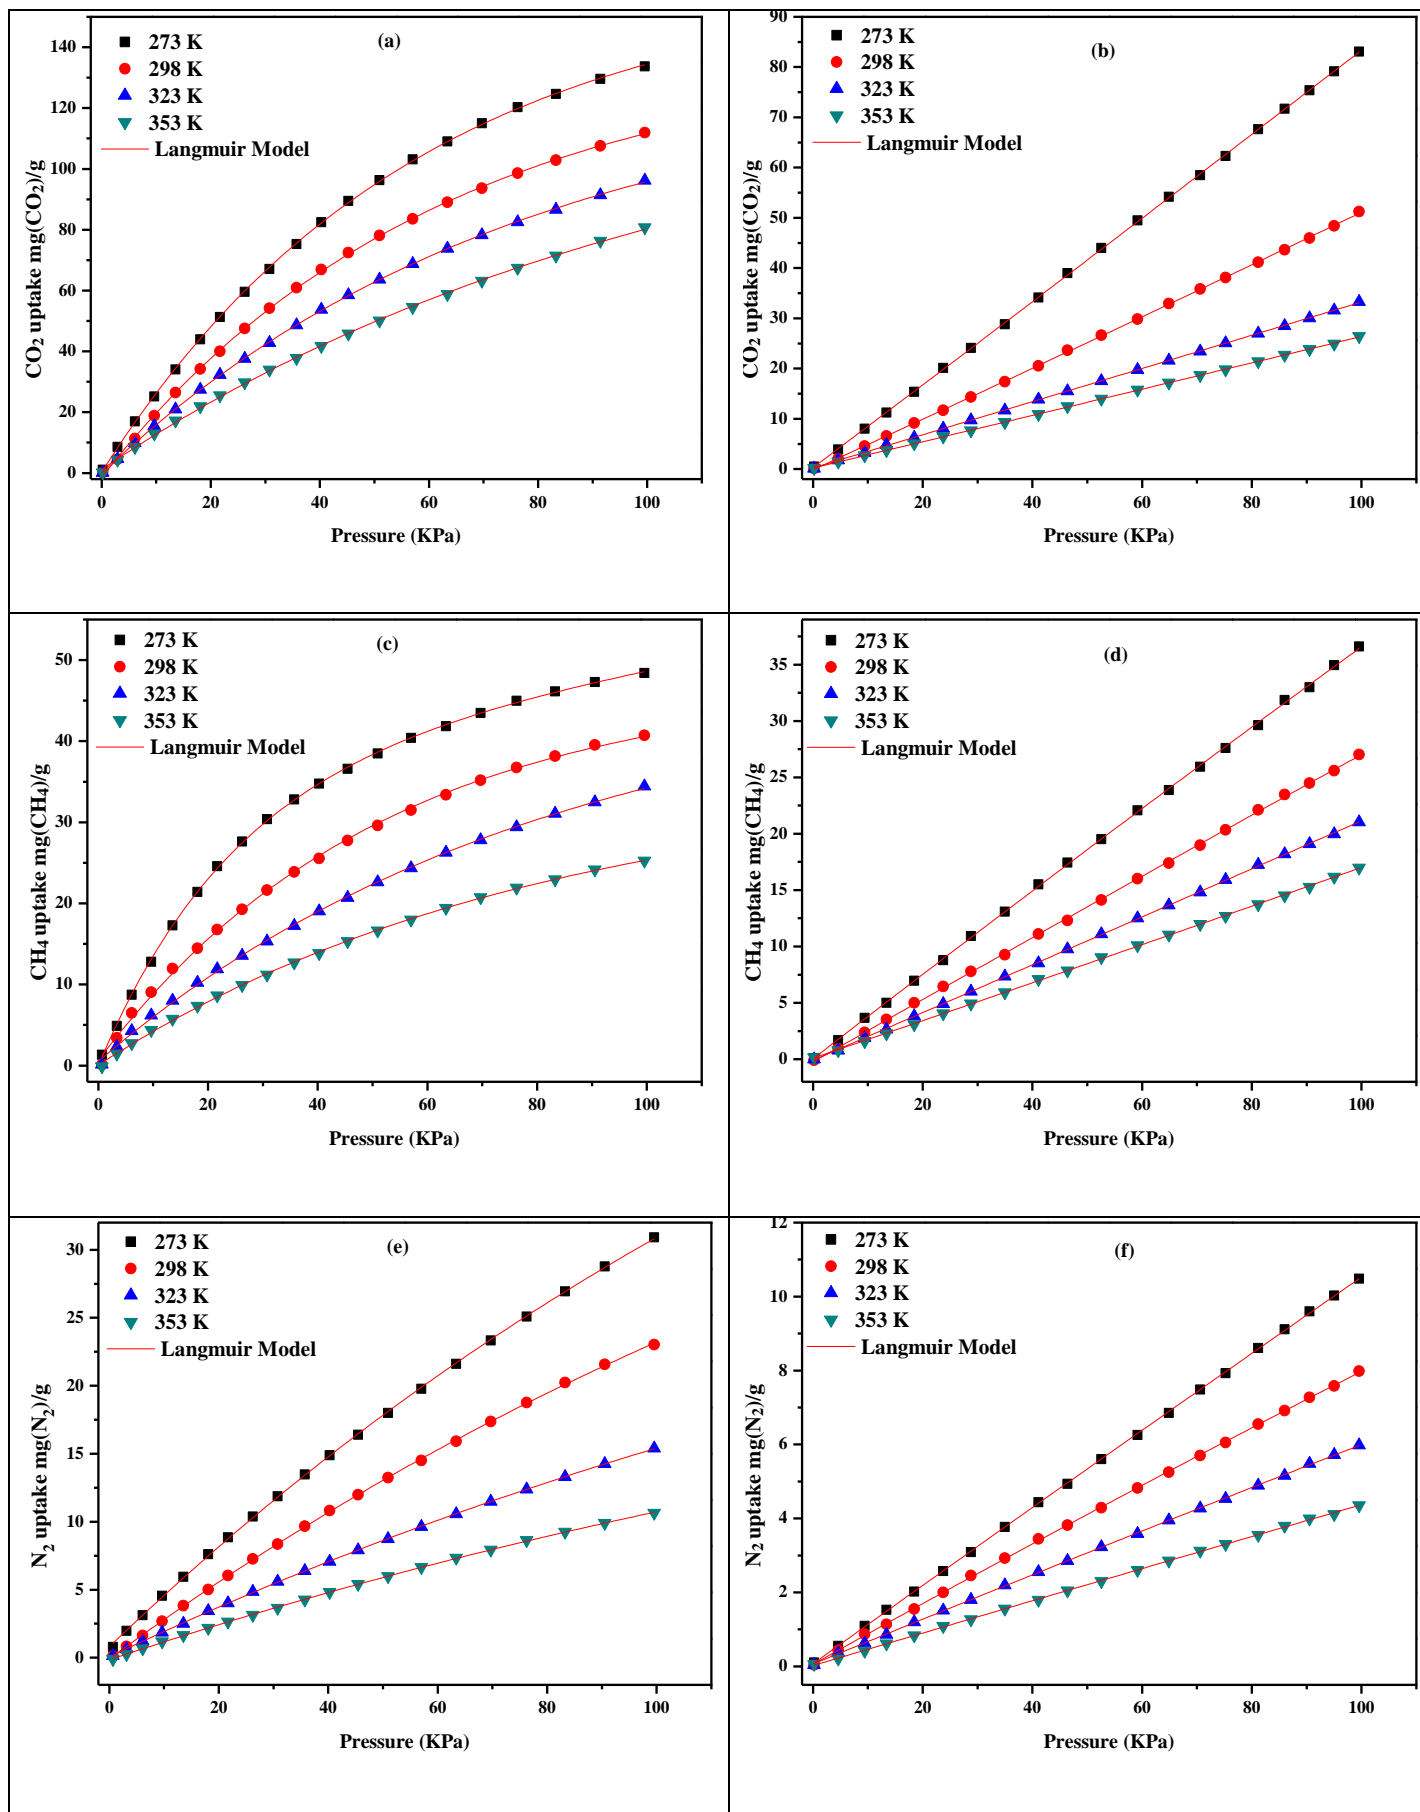 (a)
273 K
298 K
323 K
353 K
Langmuir Model
CO₂ uptake mg(CO₂)/g
140
120
100
80
60
40
20
0
0 20 40 60 80 100
Pressure (KPa)
(b)
273 K
298 K
323 K
353 K
Langmuir Model
CO₂ uptake mg(CO₂)/g
90
80
70
60
50
40
30
20
10
0
0 20 40 60 80 100
Pressure (KPa)
(c)
273 K
298 K
323 K
353 K
Langmuir Model
CH₄ uptake mg(CH₄)/g
50
40
30
20
10
0
0 20 40 60 80 100
Pressure (KPa)
(d)
273 K
298 K
323 K
353 K
Langmuir Model
CH₄ uptake mg(CH₄)/g
35
30
25
20
15
10
5
0
0 20 40 60 80 100
Pressure (KPa)
(e)
273 K
298 K
323 K
353 K
Langmuir Model
N₂ uptake mg(N₂)/g
30
25
20
15
10
5
0
0 20 40 60 80 100
Pressure (KPa)
(f)
273 K
298 K
323 K
353 K
Langmuir Model
N₂ uptake mg(N₂)/g
12
10
8
6
4
2
0
0 20 40 60 80 100
Pressure (KPa)